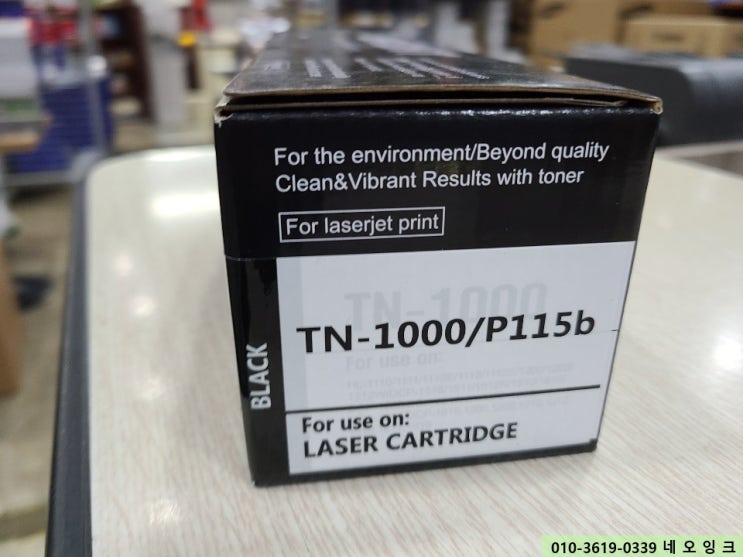 For the environment/Beyond quality
Clean&Vibrant Results with toner
For laserjet print
TN-1000
TN-1000/P115b
For use on:
BLACK
For use on:
LASER CARTRIDGE
010-3619-0339 네 오 잉 크